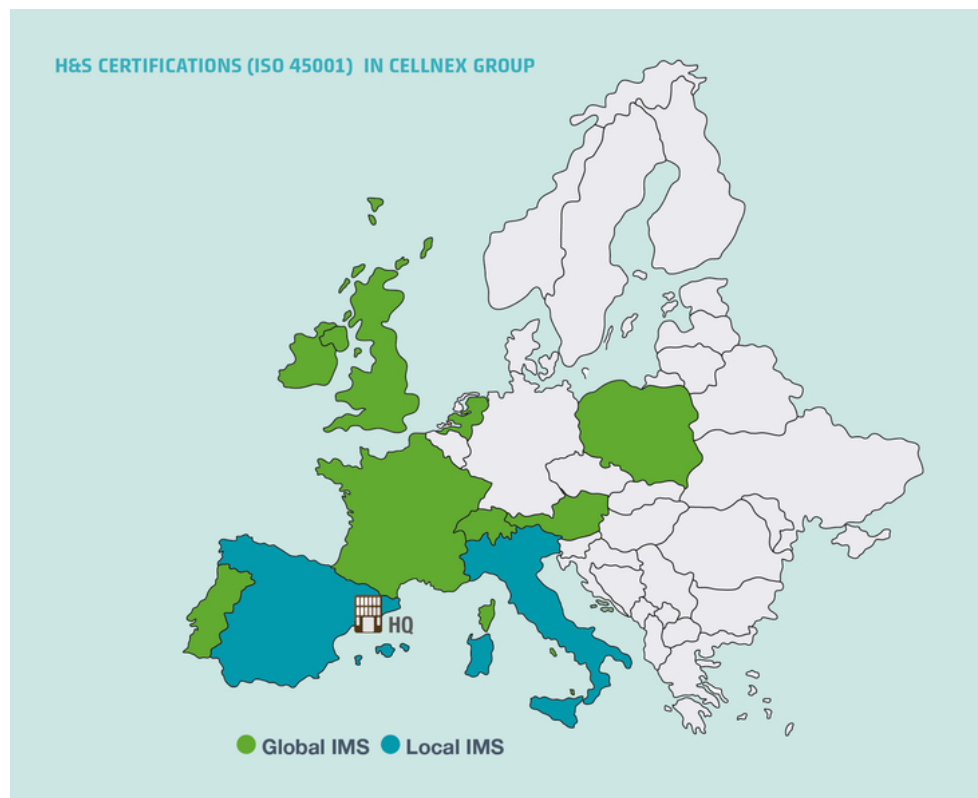 H&S CERTIFICATIONS (ISO 45001) IN CELLNEX GROUP
HQ
Global IMS
Local IMS